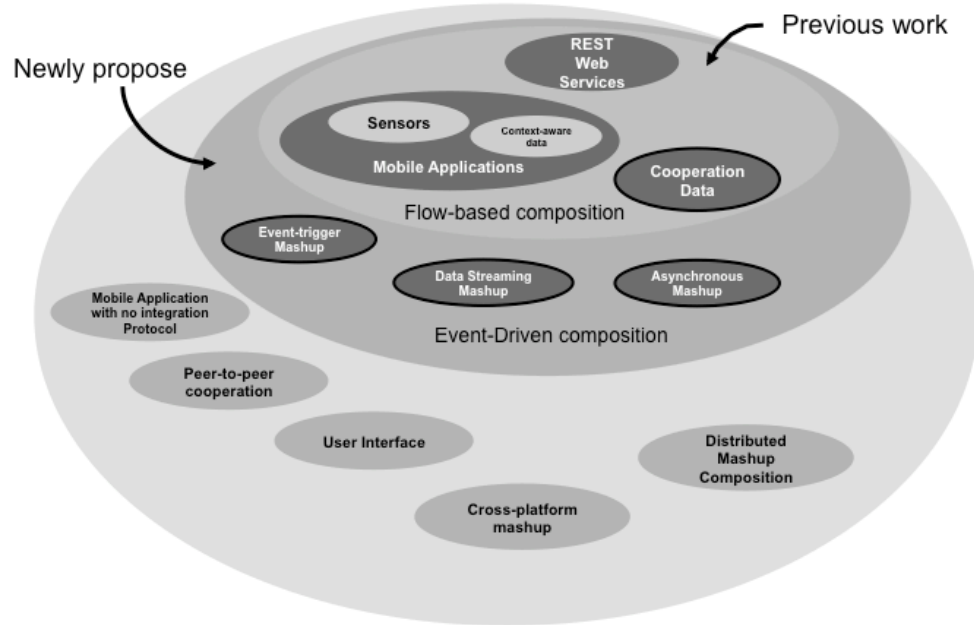 Previous work
Newly propose
REST
Web
Services
Sensors
Context-aware
data
Mobile Applications
Cooperation
Data
Flow-based composition
Event-trigger
Mashup
Data Streaming
Mashup
Asynchronous
Mashup
Event-Driven composition
Mobile Application
with no integration
Protocol
Peer-to-peer
cooperation
User Interface
Distributed
Mashup
Composition
Cross-platform
mashup